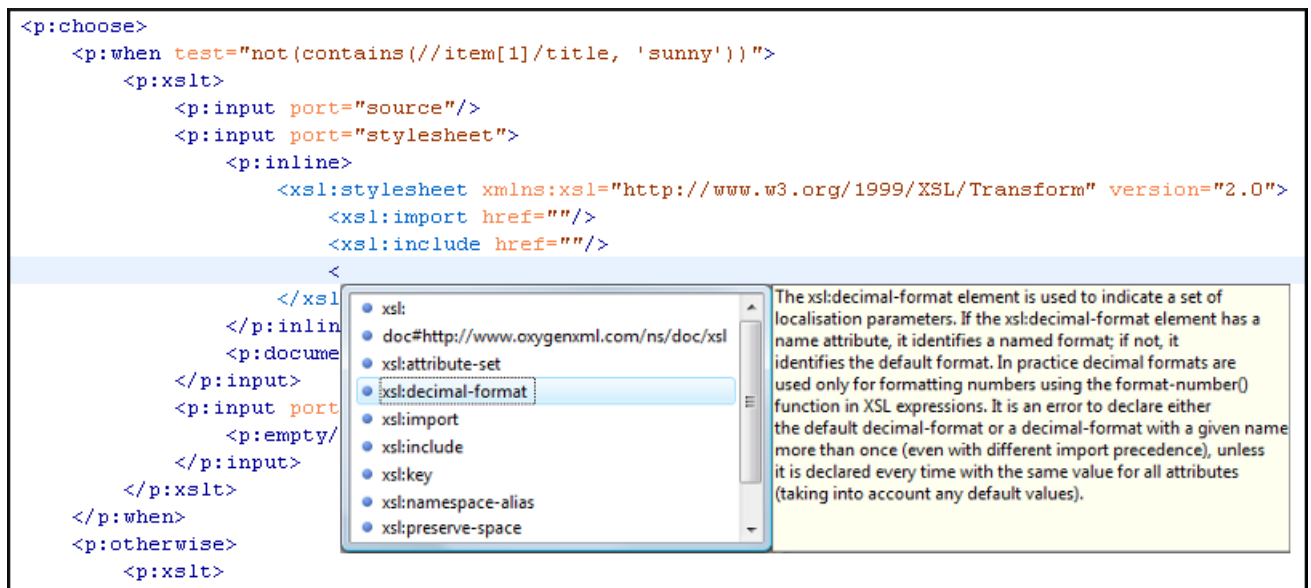 <p:choose>
<p:when test="not(contains(//item[1]/title, 'sunny'))">
<p:xslt>
<p:input port="source"/>
<p:input port="stylesheet">
<p:inline>
<xsl:stylesheet xmlns:xsl="http://www.w3.org/1999/XSL/Transform" version="2.0">
<xsl:import href=""/>
<xsl:include href=""/>
<
</xsl
</p:inlin
<p:docume
</p:input>
<p:input port
<p:empty/
</p:input>
</p:xslt>
</p:when>
<p:otherwise>
<p:xslt>
xsl:
doc#http://www.oxygenxml.com/ns/doc/xsl
xsl:attribute-set
xsl:decimal-format
xsl:import
xsl:include
xsl:key
xsl:namespace-alias
xsl:preserve-space
The xsl:decimal-format element is used to indicate a set of
localisation parameters. If the xsl:decimal-format element has a
name attribute, it identifies a named format; if not, it
identifies the default format. In practice decimal formats are
used only for formatting numbers using the format-number()
function in XSL expressions. It is an error to declare either
the default decimal-format or a decimal-format with a given name
more than once (even with different import precedence), unless
it is declared every time with the same value for all attributes
(taking into account any default values).